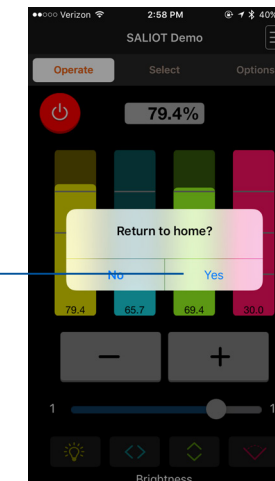 ●●○○○ Verizon 2:58 PM 40%
SALIOT Demo
Operate Select Options
79.4%
Return to home?
No Yes
79.4 65.7 69.4 30.0
− +
1 1
Brightness